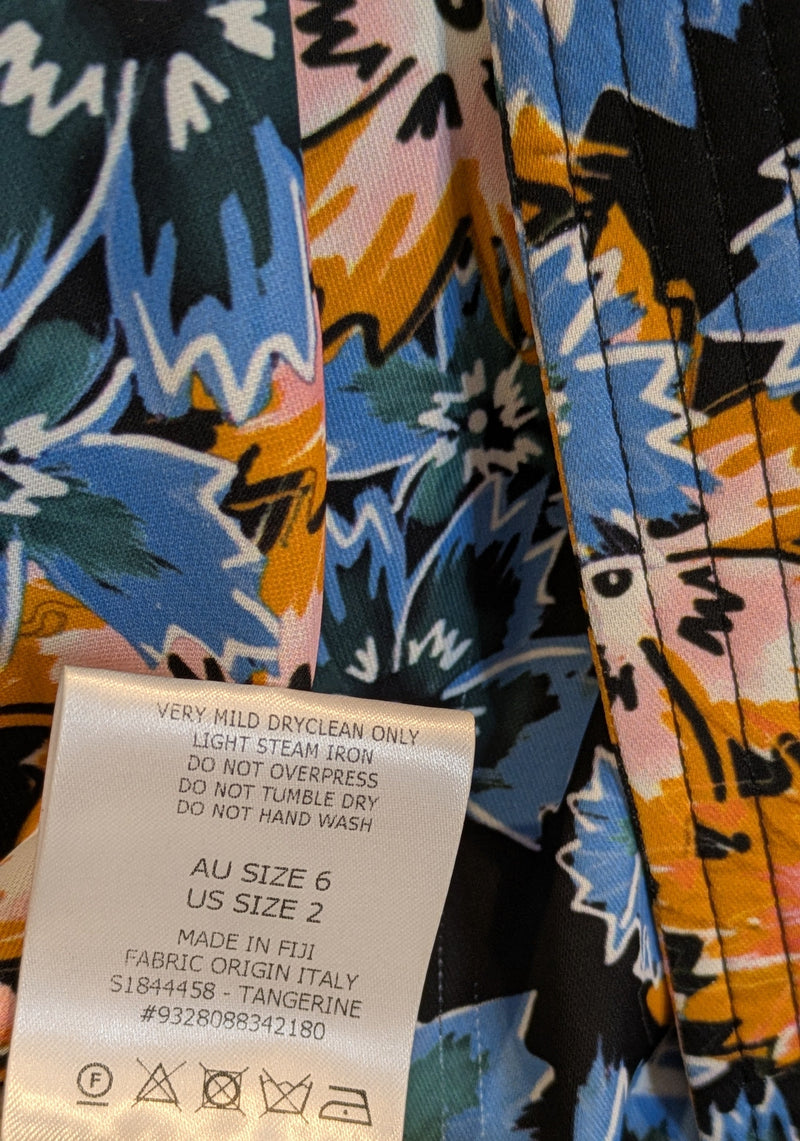 VERY MILD DRYCLEAN ONLY
LIGHT STEAM IRON
DO NOT OVERPRESS
DO NOT TUMBLE DRY
DO NOT HAND WASH
AU SIZE 6
US SIZE 2
MADE IN FIJI
FABRIC ORIGIN ITALY
S1844458 - TANGERINE
#9328088342180
F